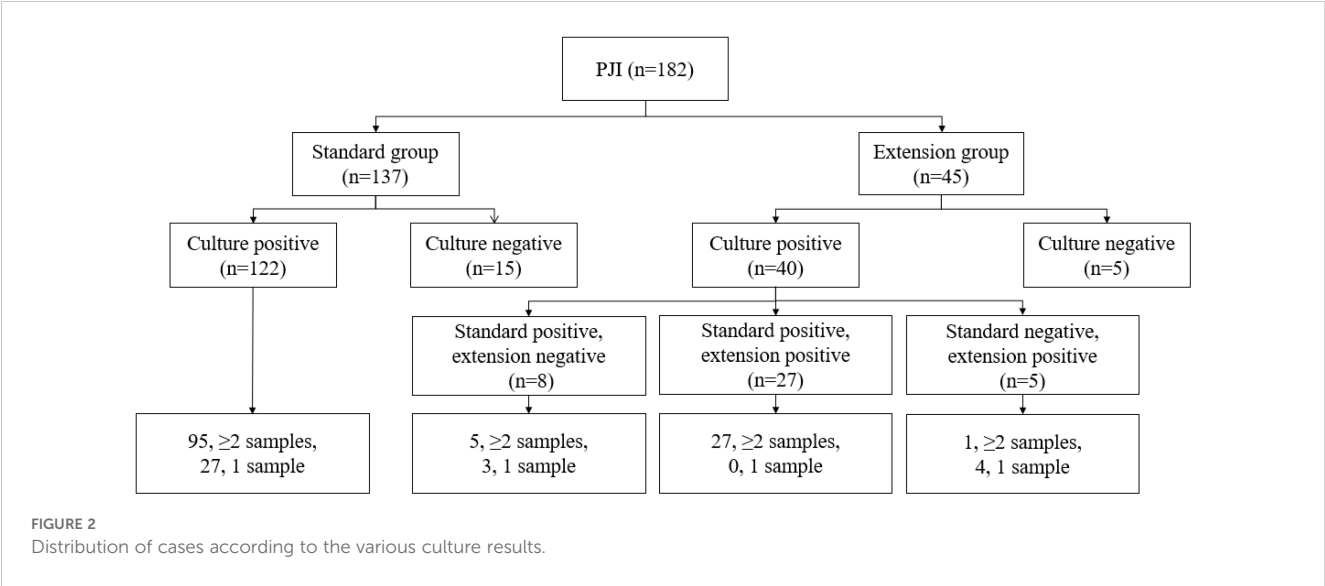 PJI (n=182)
Standard group
(n=137)
Extension group
(n=45)
Culture positive
(n=122)
Culture negative
(n=15)
Culture positive
(n=40)
Culture negative
(n=5)
Standard positive,
extension negative
(n=8)
Standard positive,
extension positive
(n=27)
Standard negative,
extension positive
(n=5)
95, ≥2 samples,
27, 1 sample
5, ≥2 samples,
3, 1 sample
27, ≥2 samples,
0, 1 sample
1, ≥2 samples,
4, 1 sample
FIGURE 2
Distribution of cases according to the various culture results.